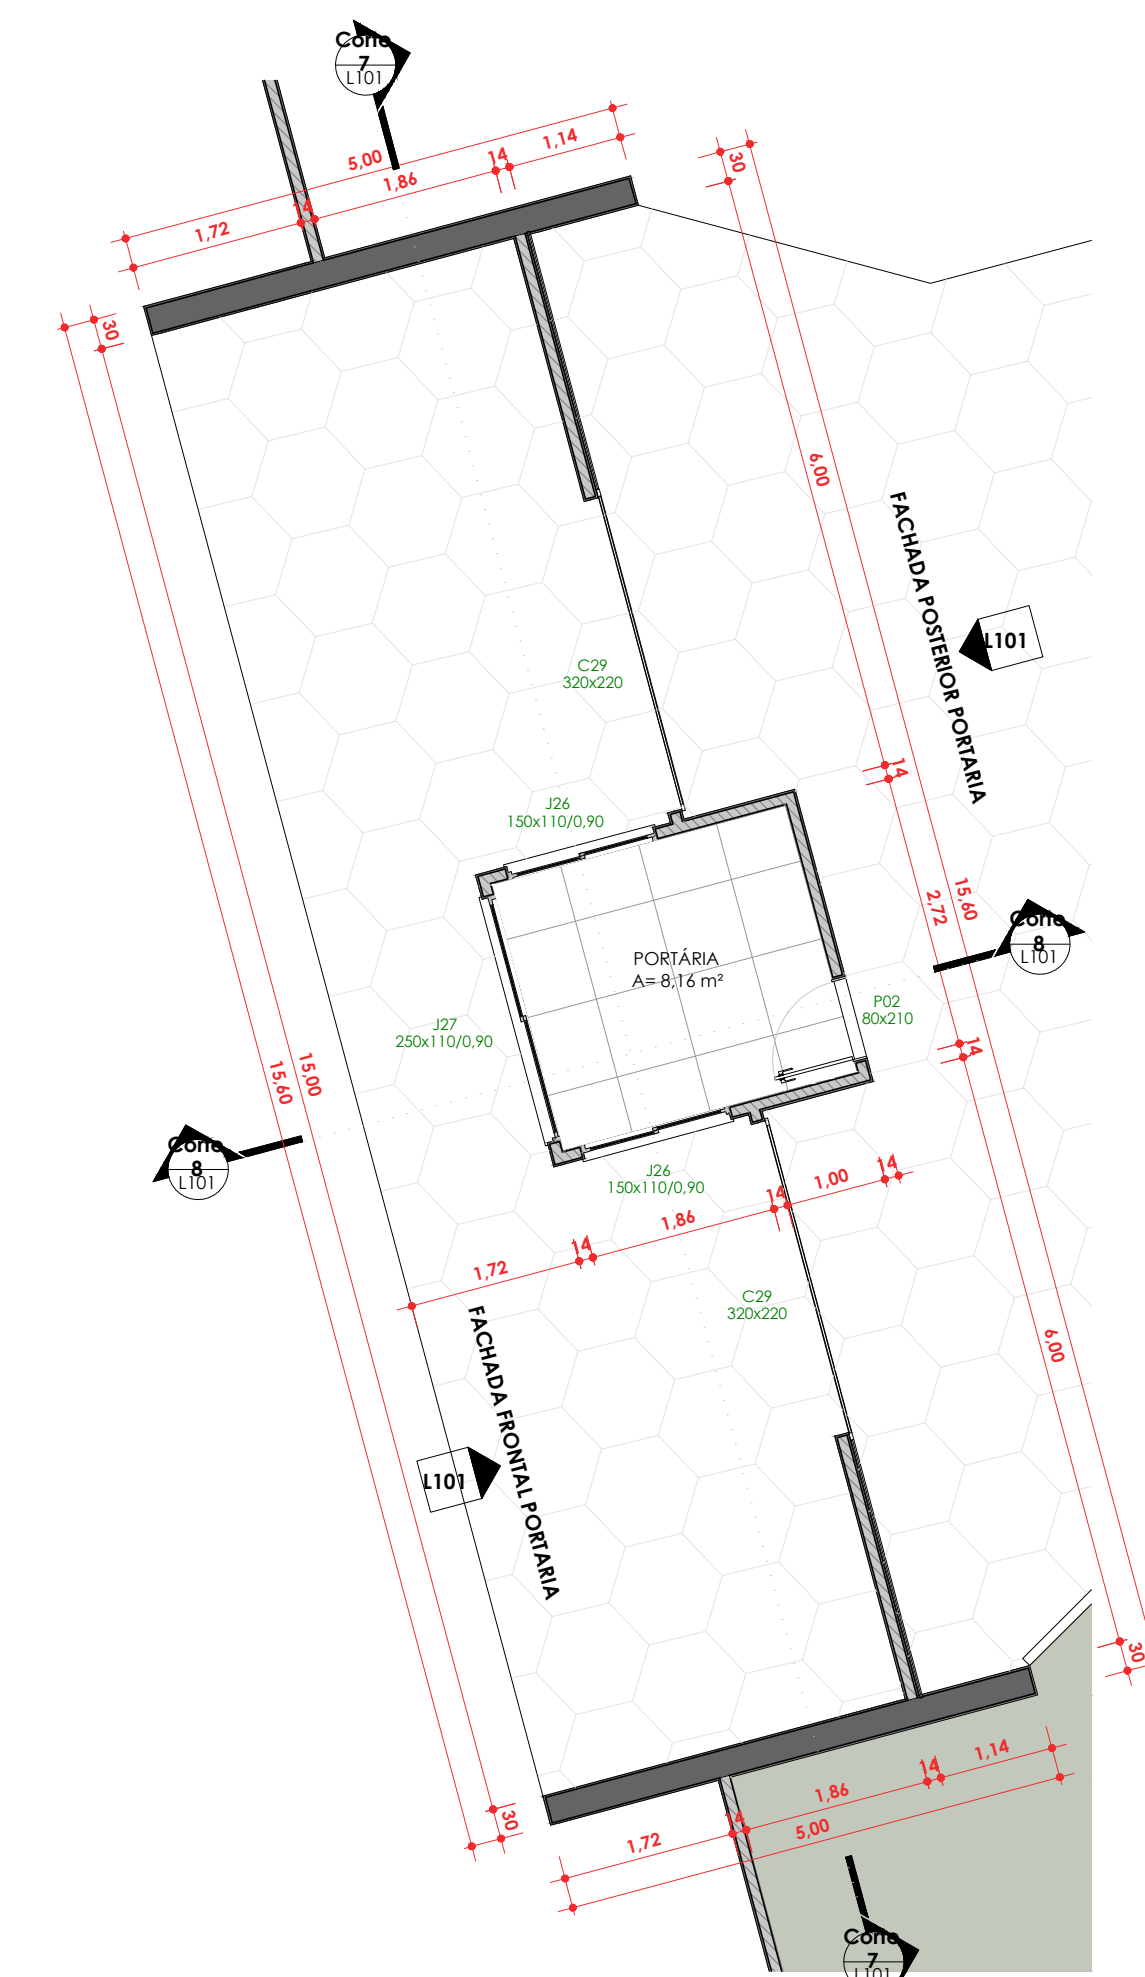 Corte
7
L101
5,00
1,72
14
1,86
14
1,14
30
30
6,00
FACHADA POSTERIOR PORTARIA
L101
C29
320x220
J26
150x110/0,90
14
2,72
15,60
Corte
8
L101
PORTÁRIA
A= 8,16 m²
P02
80x210
J27
250x110/0,90
14
15,60
15,00
Corte
8
L101
J26
150x110/0,90
1,72
14
1,86
14
1,00
14
C29
320x220
6,00
FACHADA FRONTAL PORTARIA
L101
30
30
1,72
14
1,86
14
1,14
5,00
Corte
7
L101